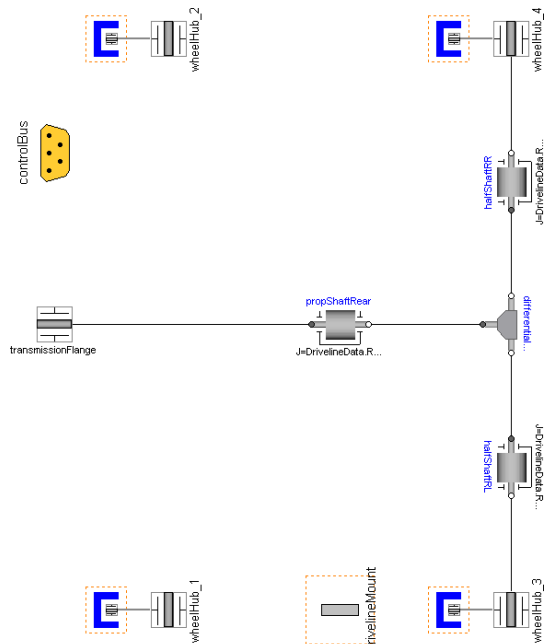 wheelHub_2
wheelHub_4
controlBus
halfShaftRR
J=DrivelineData.R...
propShaftRear
J=DrivelineData.R...
transmissionFlange
differential...
halfShaftRL
J=DrivelineData.R...
wheelHub_1
rivelineMount
wheelHub_3